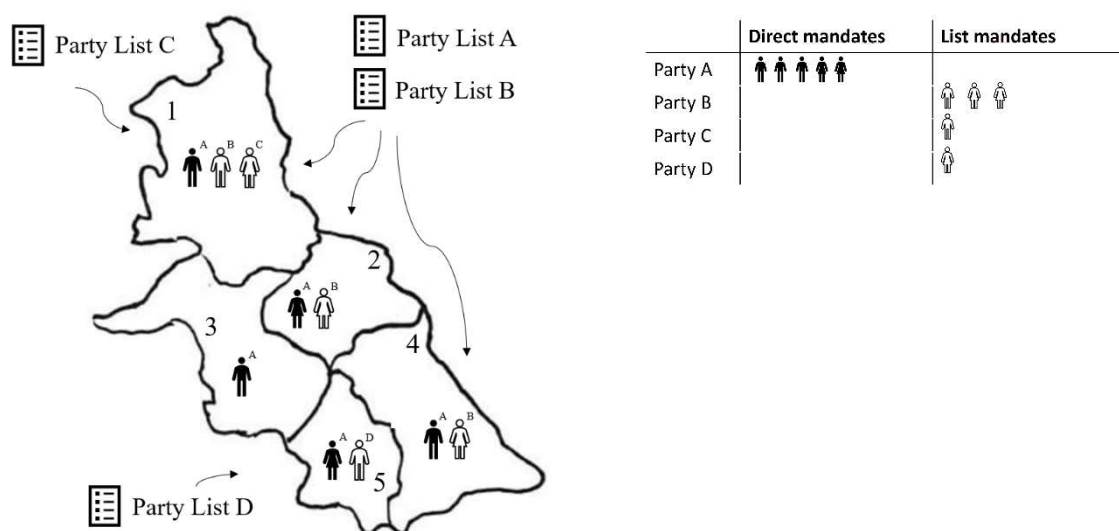 Party List C
Party List A
Party List B
1
A B C
2
A B
3
A
4
A B
A D
5
Party List D
Direct mandates List mandates
Party A
Party B
Party C
Party D